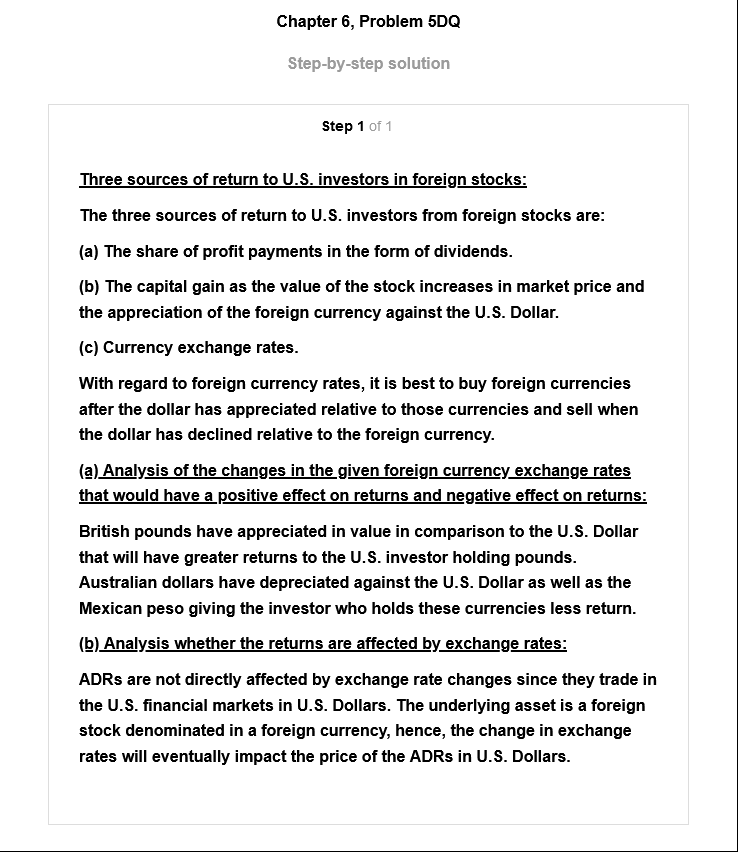 Chapter 6, Problem 5DQ
Step-by-step solution
Step 1 of 1
Three sources of return to U.S. investors in foreign stocks:
The three sources of return to U.S. investors from foreign stocks are:
(a) The share of profit payments in the form of dividends.
(b) The capital gain as the value of the stock increases in market price and
the appreciation of the foreign currency against the U.S. Dollar.
(c) Currency exchange rates.
With regard to foreign currency rates, it is best to buy foreign currencies
after the dollar has appreciated relative to those currencies and sell when
the dollar has declined relative to the foreign currency.
(a) Analysis of the changes in the given foreign currency exchange rates
that would have a positive effect on returns and negative effect on returns:
British pounds have appreciated in value in comparison to the U.S. Dollar
that will have greater returns to the U.S. investor holding pounds.
Australian dollars have depreciated against the U.S. Dollar as well as the
Mexican peso giving the investor who holds these currencies less return.
(b) Analysis whether the returns are affected by exchange rates:
ADRs are not directly affected by exchange rate changes since they trade in
the U.S. financial markets in U.S. Dollars. The underlying asset is a foreign
stock denominated in a foreign currency, hence, the change in exchange
rates will eventually impact the price of the ADRs in U.S. Dollars.